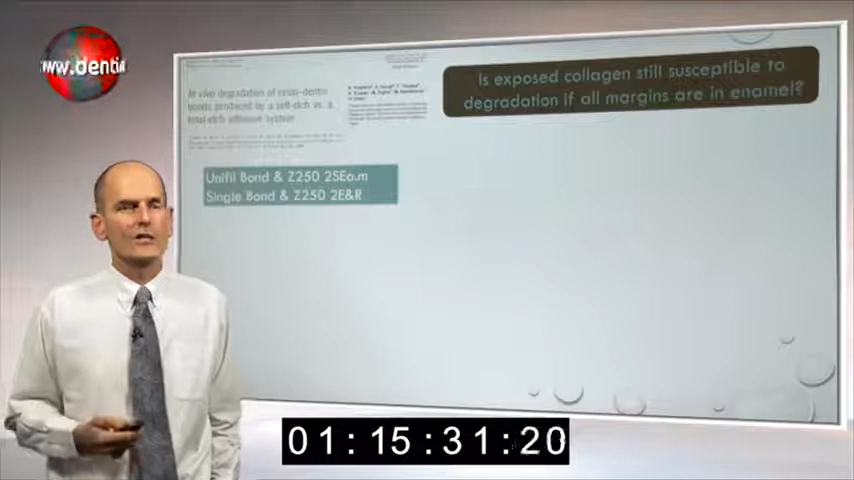 www.denti
Is exposed collagen still susceptible to
degradation if all margins are in enamel?
In vivo degradation of resin-dentin
bonds produced by a self-etch vs. a
total-etch adhesive system
Unifil Bond & Z250 2SEa.m
Single Bond & Z250 2E&R
01:15:31:20